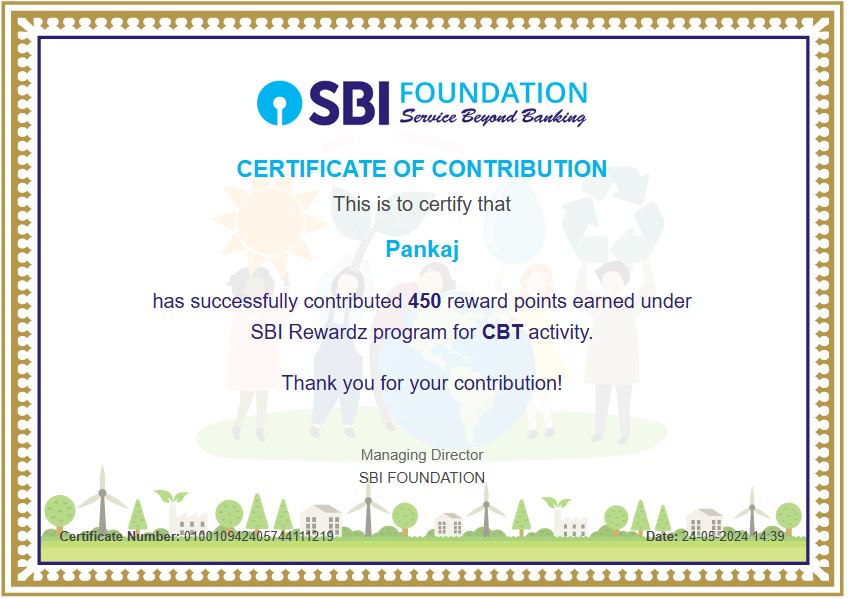 SBI FOUNDATION
Service Beyond Banking
CERTIFICATE OF CONTRIBUTION
This is to certify that
Pankaj
has successfully contributed 450 reward points earned under
SBI Rewardz program for CBT activity.
Thank you for your contribution!
Managing Director
SBI FOUNDATION
Certificate Number: 010010942405744111219
Date: 24-05-2024 14:39